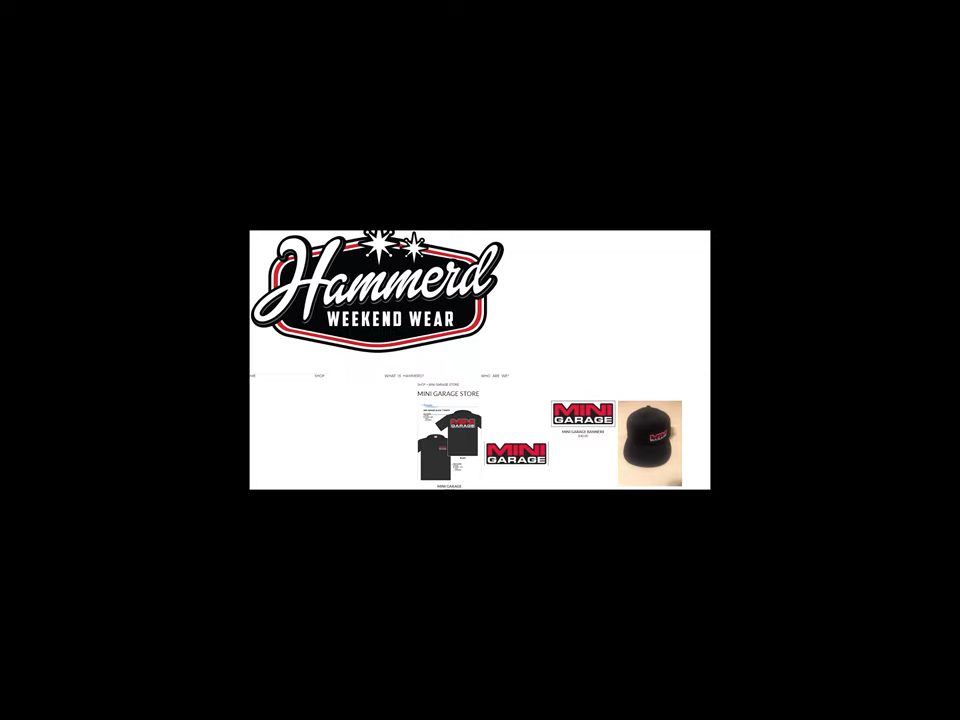 Hammerd
WEEKEND WEAR
SHOP
WHAT IS HAMMERD?
WHO ARE WE?
SHOP > MINI GARAGE STORE
MINI GARAGE STORE
MINI
GARAGE
MINI
GARAGE
MINI
GARAGE
MINI GARAGE BANNERS
MINI GARAGE